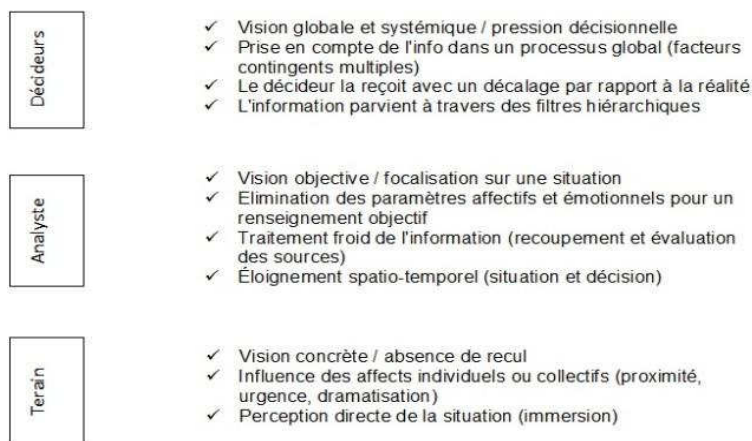 Décideurs
✓ Vision globale et systémique / pression décisionnelle
✓ Prise en compte de l'info dans un processus global (facteurs
contingents multiples)
✓ Le décideur la reçoit avec un décalage par rapport à la réalité
✓ L'information parvient à travers des filtres hiérarchiques
Analyste
✓ Vision objective / focalisation sur une situation
✓ Elimination des paramètres affectifs et émotionnels pour un
renseignement objectif
✓ Traitement froid de l'information (recoupement et évaluation
des sources)
✓ Éloignement spatio-temporel (situation et décision)
Terain
✓ Vision concrète / absence de recul
✓ Influence des affects individuels ou collectifs (proximité,
urgence, dramatisation)
✓ Perception directe de la situation (immersion)